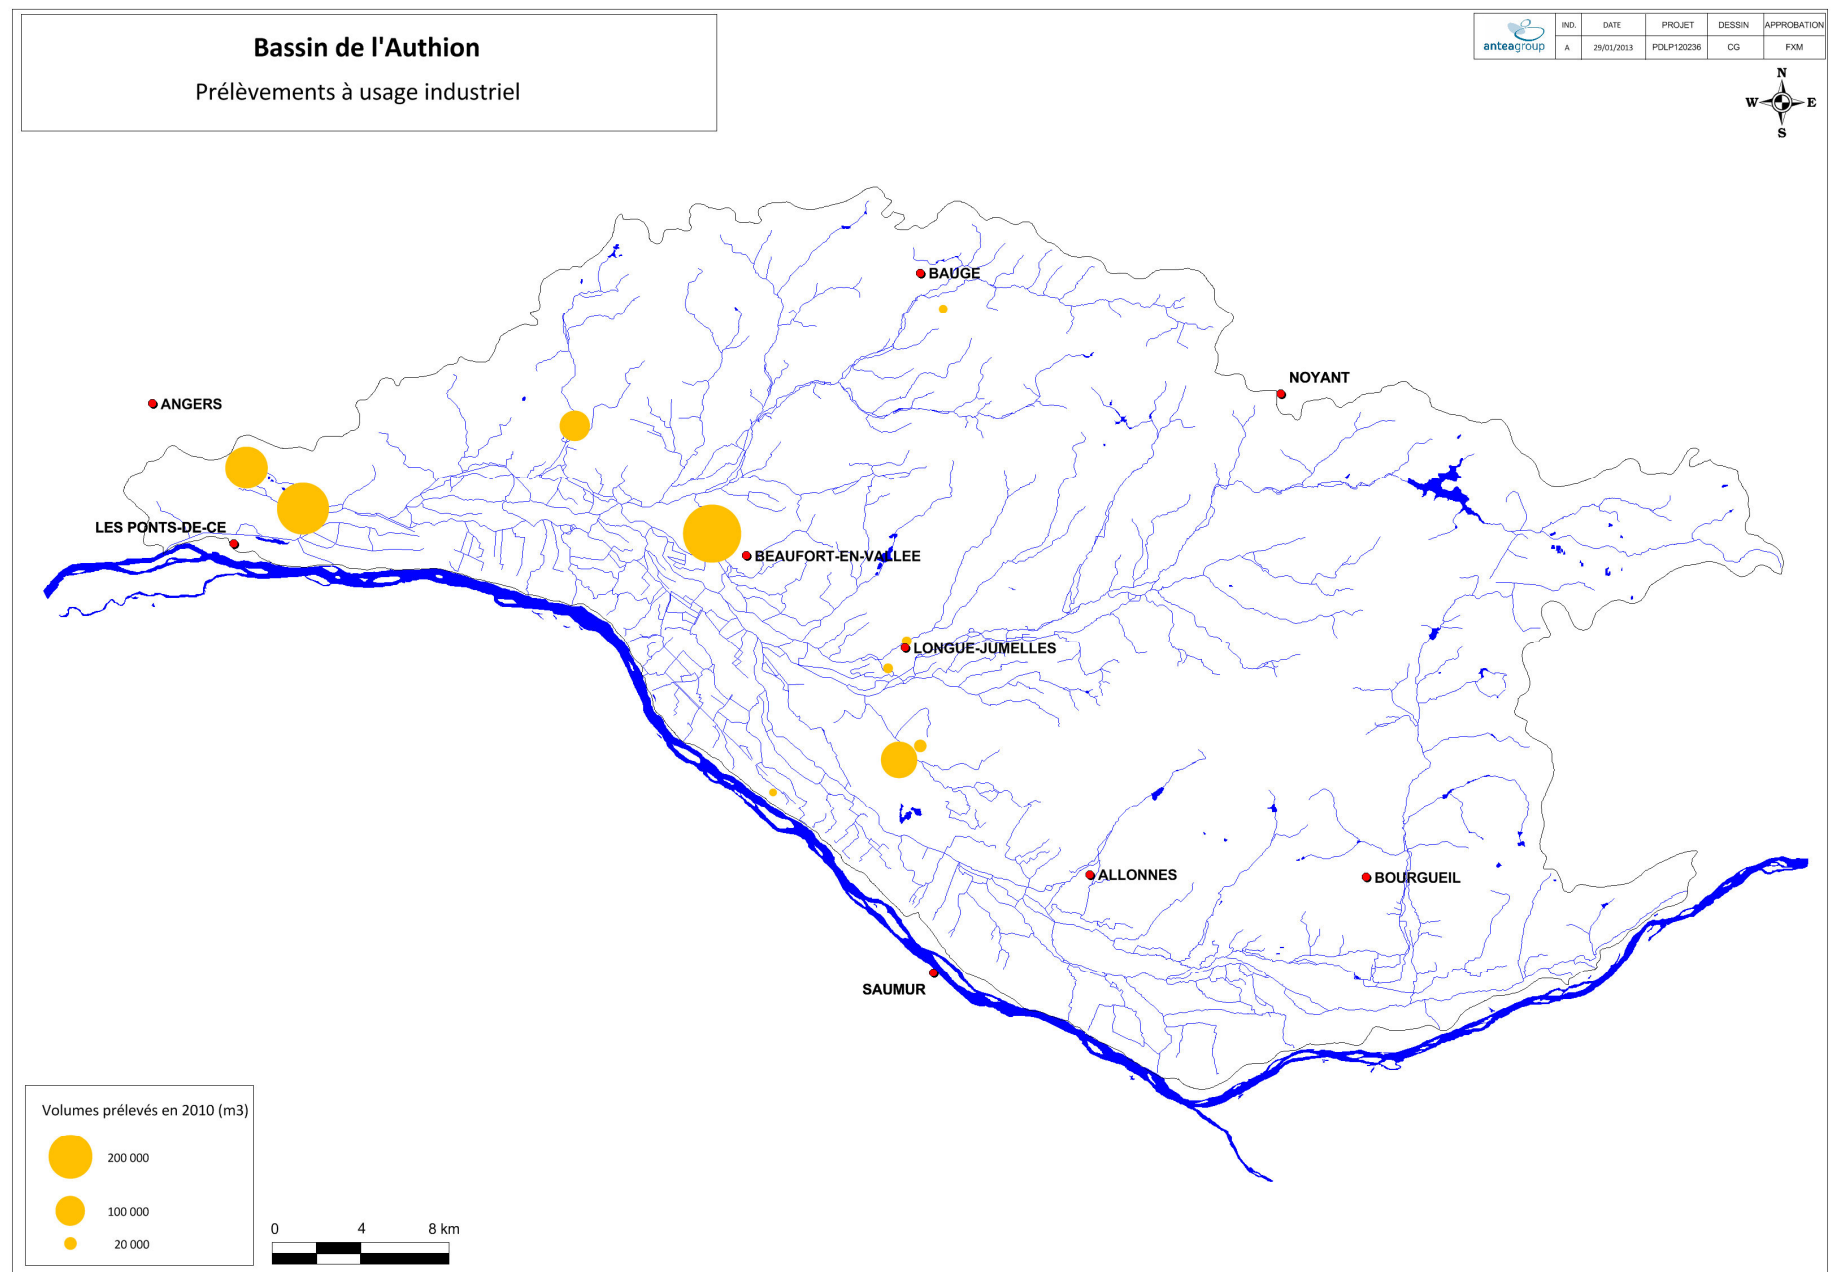 Bassin de l'Authion
Prélèvements à usage industriel
anteagroup
IND. DATE PROJET DESSIN APPROBATION
A 29/01/2013 PDLP120236 CG FXM
N
W E
S
BAUGE
NOYANT
ANGERS
LES PONTS-DE-CE
BEAUFORT-EN-VALLEE
LONGUE-JUMELLES
ALLONNES
BOURGUEIL
SAUMUR
Volumes prélevés en 2010 (m3)
200 000
100 000
20 000
0 4 8 km